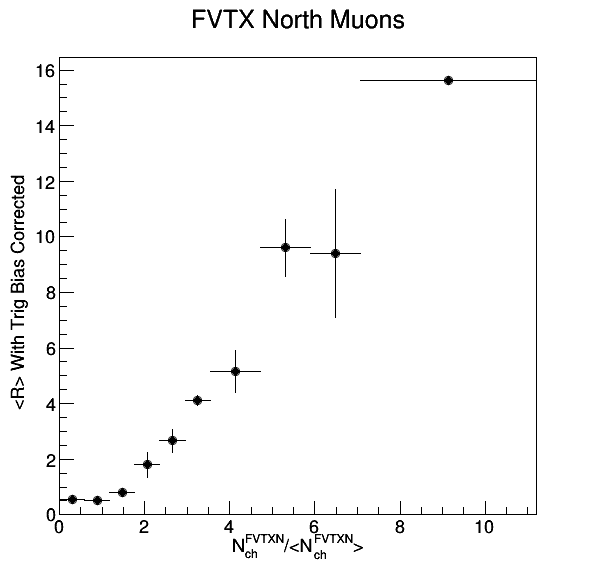 FVTX North Muons
<R> With Trig Bias Corrected
16
14
12
10
8
6
4
2
0
0 2 4 6 8 10
N_ch^FVTXN/<N_ch^FVTXN>